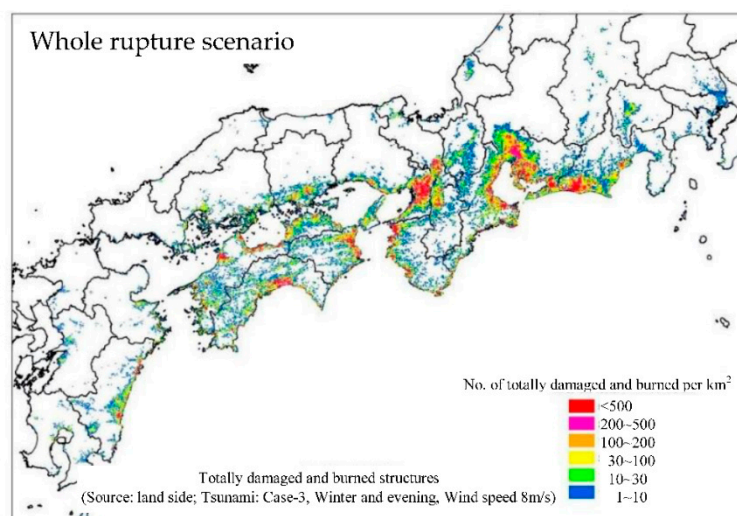 Whole rupture scenario
No. of totally damaged and burned per km²
<500
200~500
100~200
30~100
10~30
1~10
Totally damaged and burned structures
(Source: land side; Tsunami: Case-3, Winter and evening, Wind speed 8m/s)